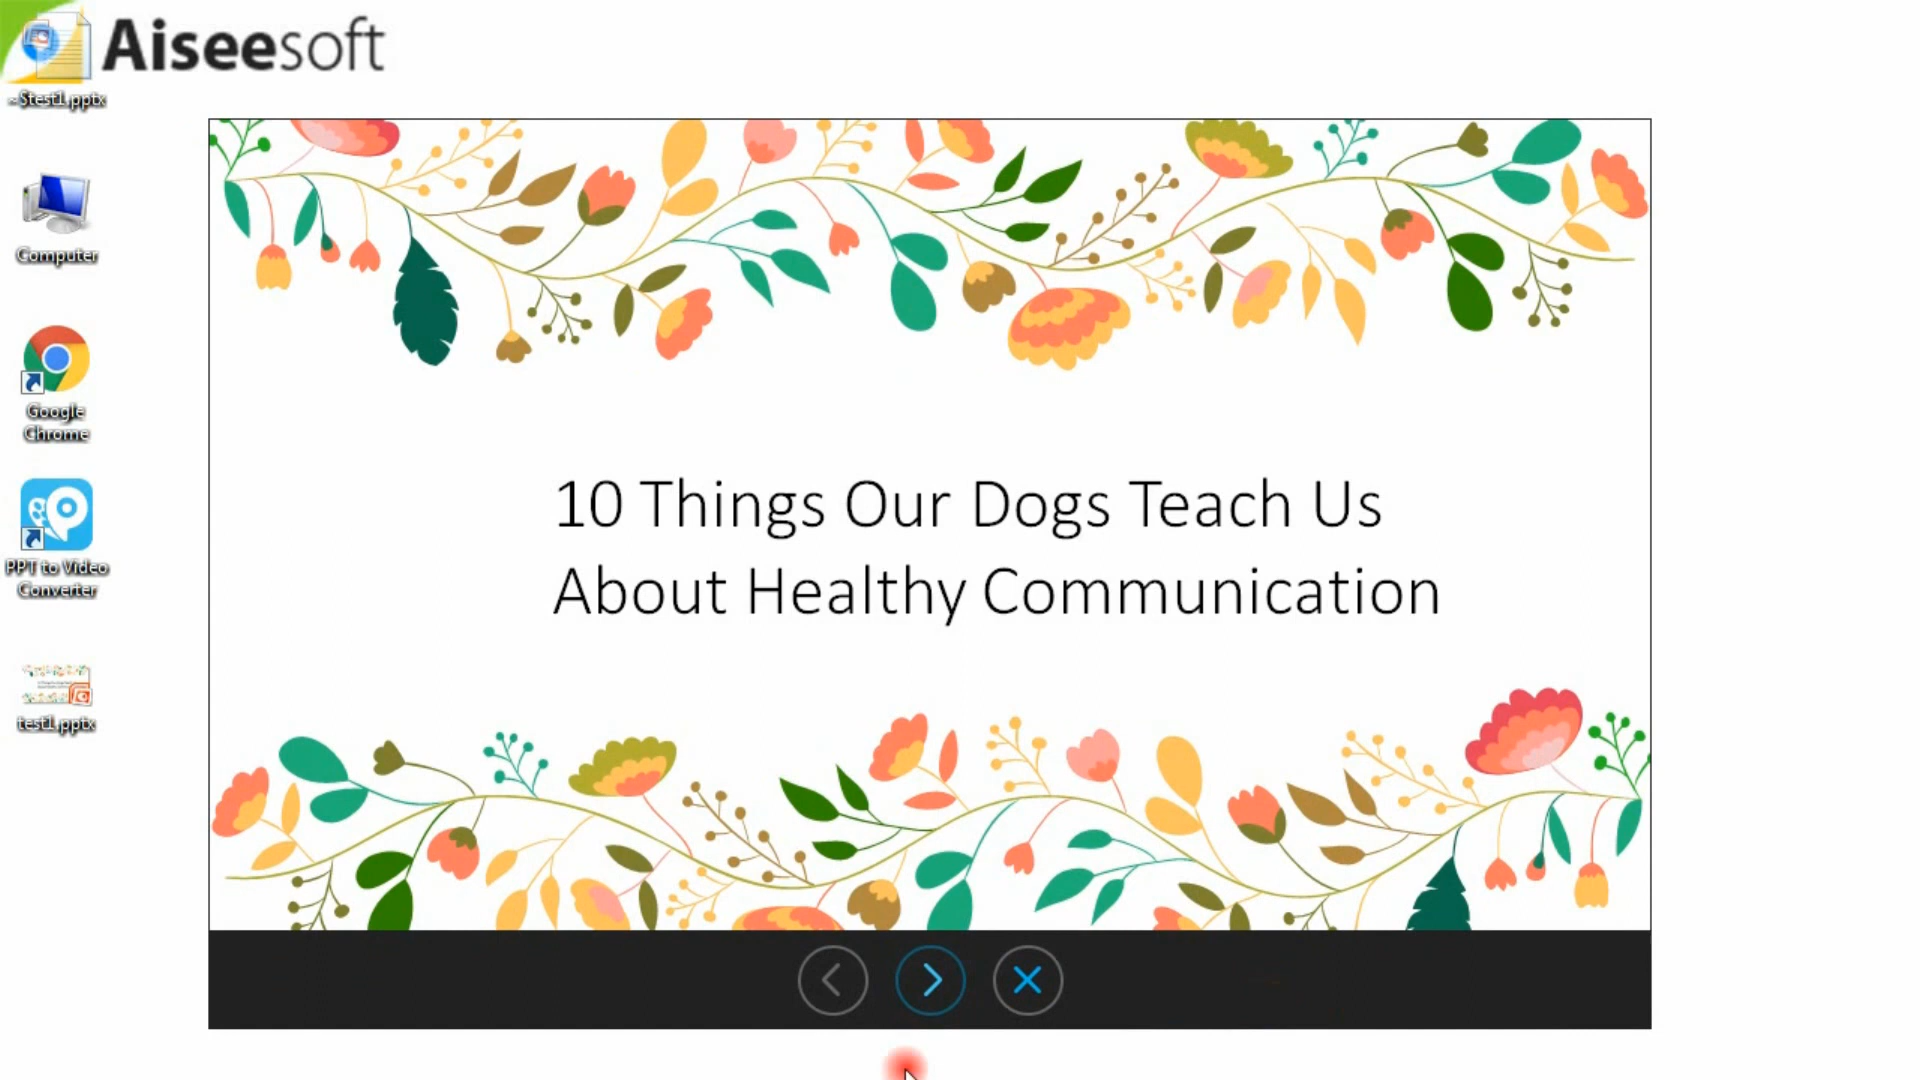 Aiseesoft
~$test1.pptx
Computer
Google
Chrome
PPT to Video
Converter
test1.pptx
10 Things Our Dogs Teach Us
About Healthy Communication